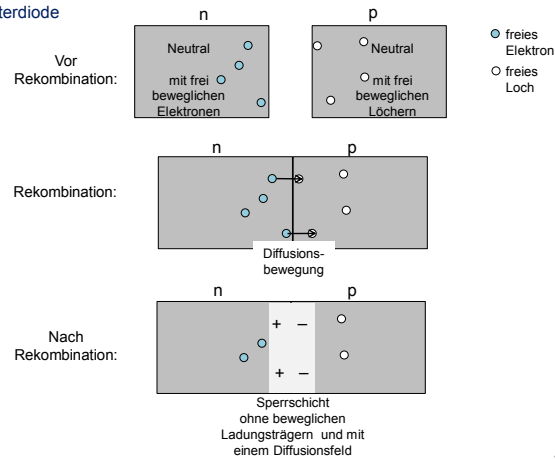 terdiode
n
p
Neutral
mit frei
beweglichen
Elektronen
Neutral
mit frei
beweglichen
Löchern
freies
Elektron
freies
Loch
Vor
Rekombination:
n
p
Rekombination:
Diffusions-
bewegung
n
p
+ –
+ –
Nach
Rekombination:
Sperrschicht
ohne beweglichen
Ladungsträgern und mit
einem Diffusionsfeld